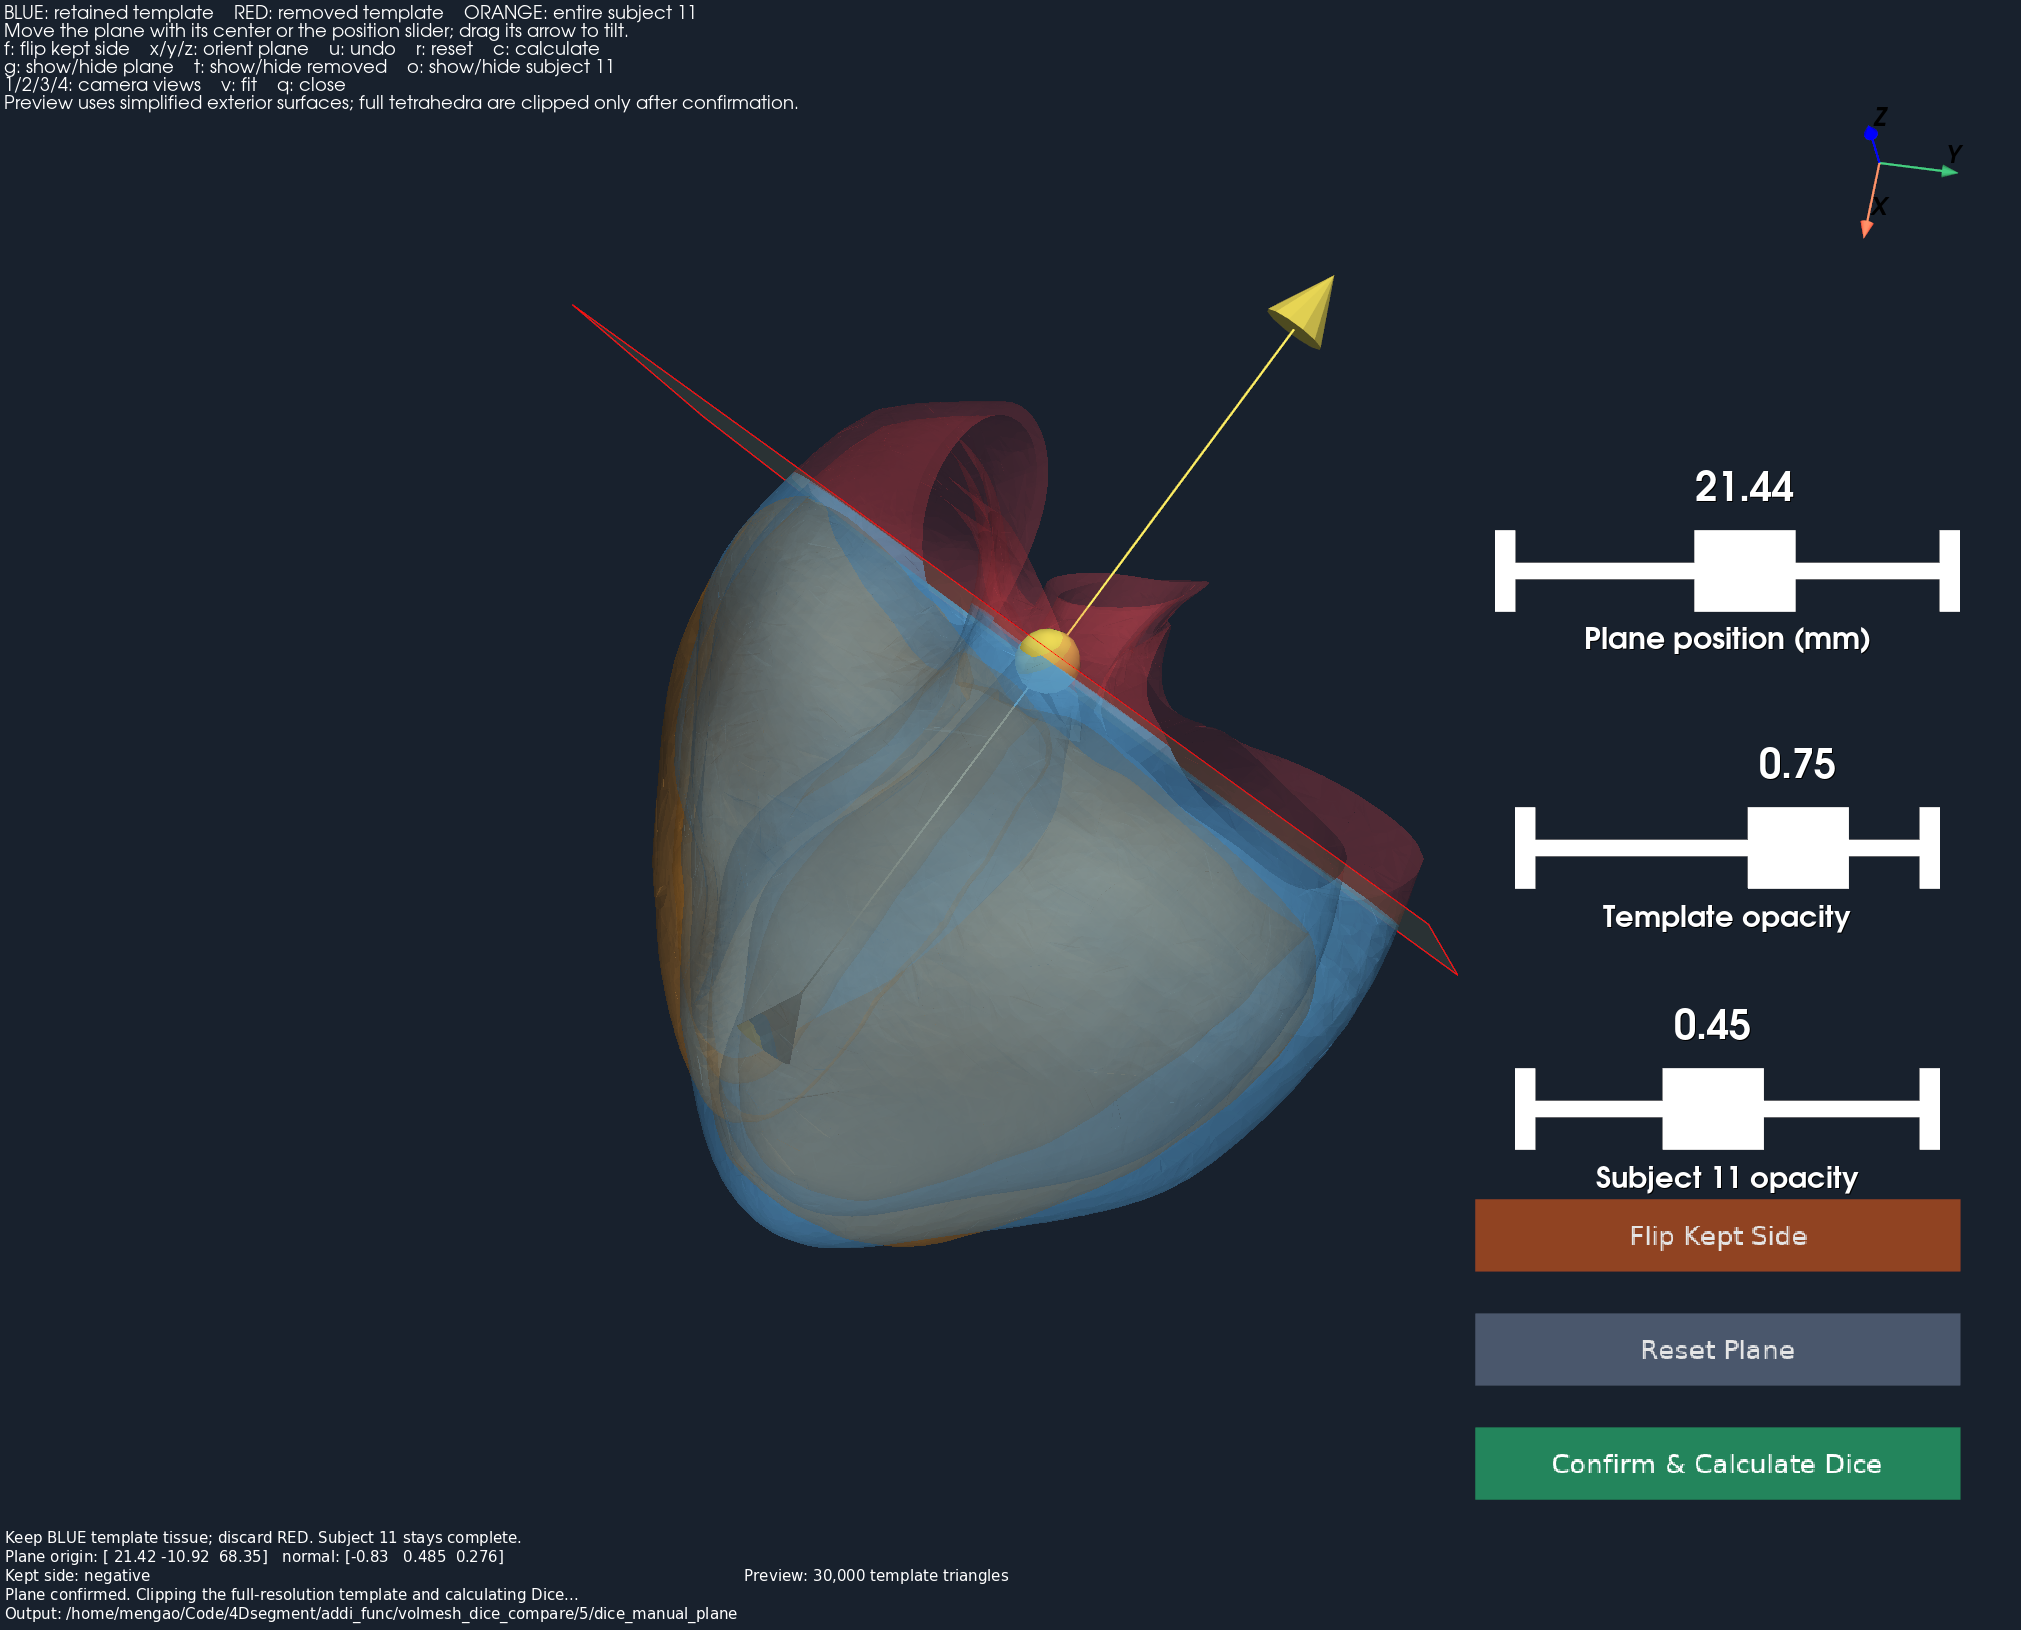 BLUE: retained template    RED: removed template    ORANGE: entire subject 11
Move the plane with its center or the position slider; drag its arrow to tilt.
f: flip kept side    x/y/z: orient plane    u: undo    r: reset    c: calculate
g: show/hide plane    t: show/hide removed    o: show/hide subject 11
1/2/3/4: camera views    v: fit    q: close
Preview uses simplified exterior surfaces; full tetrahedra are clipped only after confirmation.
Z
Y
X
21.44
Plane position (mm)
0.75
Template opacity
0.45
Subject 11 opacity
Flip Kept Side
Reset Plane
Confirm & Calculate Dice
Keep BLUE template tissue; discard RED. Subject 11 stays complete.
Plane origin: [ 21.42 -10.92  68.35]   normal: [-0.83   0.485  0.276]
Kept side: negative
Preview: 30,000 template triangles
Plane confirmed. Clipping the full-resolution template and calculating Dice...
Output: /home/mengao/Code/4Dsegment/addi_func/volmesh_dice_compare/5/dice_manual_plane